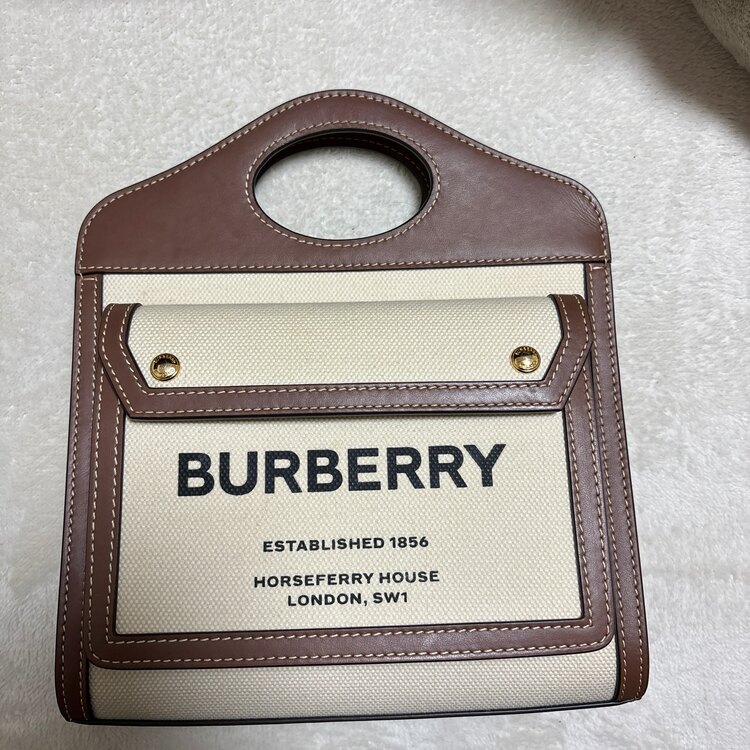 BURBERRY
ESTABLISHED 1856
HORSEFERRY HOUSE
LONDON, SW1